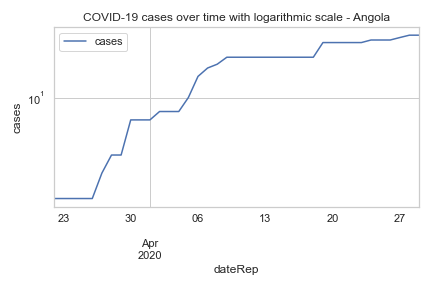 COVID-19 cases over time with logarithmic scale - Angola
cases
10¹
cases
23 30 06 13 20 27
Apr
2020
dateRep